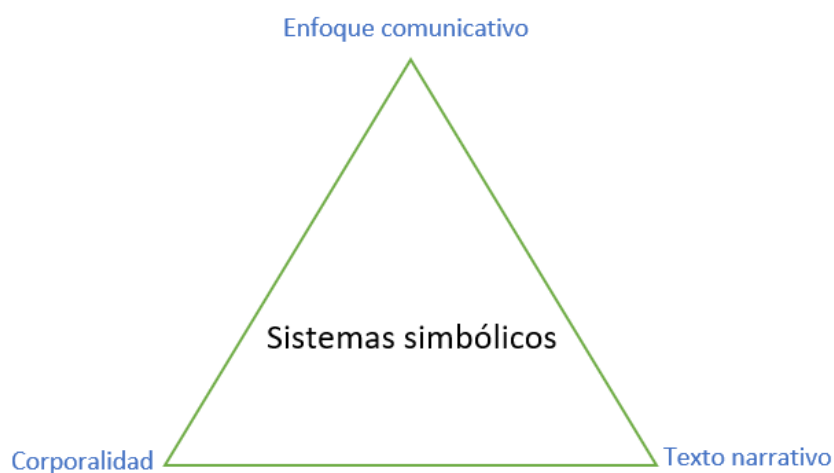 Enfoque comunicativo
Sistemas simbólicos
Corporalidad
Texto narrativo